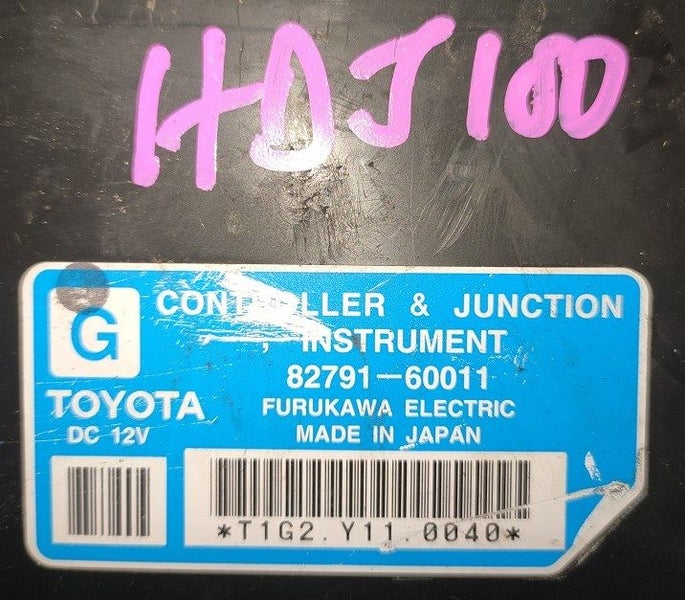 HDJ100
G
CONTROLLER & JUNCTION
, INSTRUMENT
82791-60011
TOYOTA
FURUKAWA ELECTRIC
DC 12V
MADE IN JAPAN
*T1G2.Y11 0040*